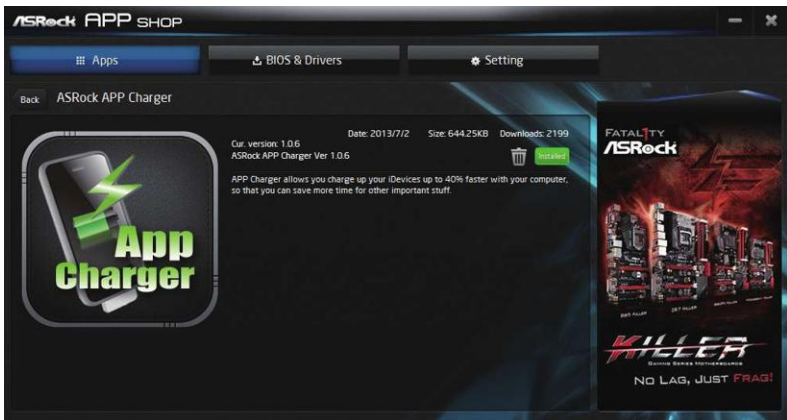 ASRock APP SHOP
Apps
BIOS & Drivers
Setting
Back
ASRock APP Charger
Date: 2013/7/2 Size: 644.25KB Downloads: 2199
Cur. version: 1.0.6
ASRock APP Charger Ver 1.0.6
Installed
APP Charger allows you charge up your iDevices up to 40% faster with your computer,
so that you can save more time for other important stuff.
App
Charger
FATAL1TY
ASRock
KILLER
GAMING SERIES MOTHERBOARDS
NO LAG, JUST FRAG!